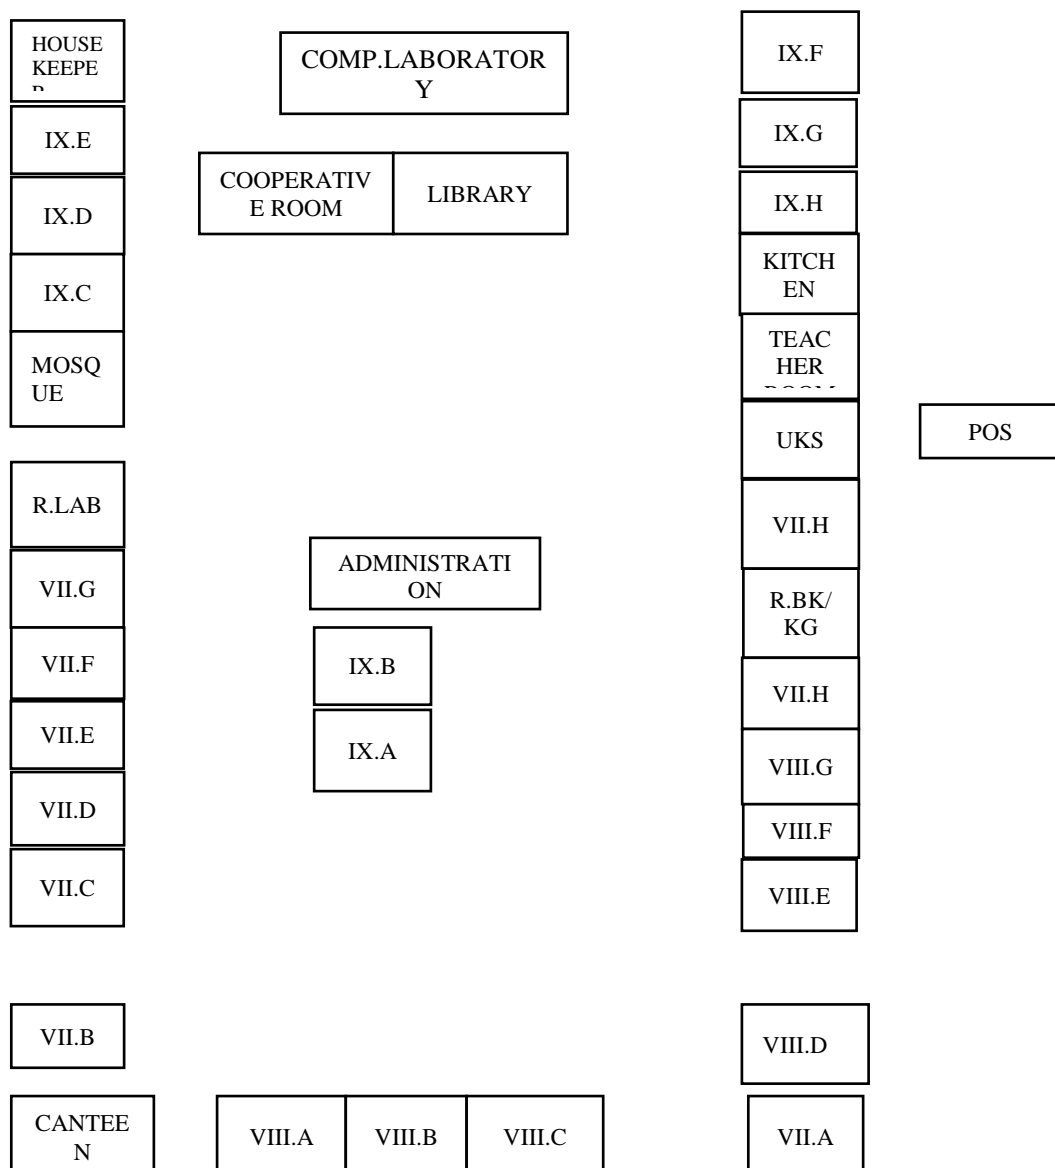 HOUSE
KEEPE
COMP.LABORATOR
Y
IX.F
IX.E
IX.G
COOPERATIV
E ROOM
LIBRARY
IX.D
IX.H
IX.C
KITCH
EN
MOSQ
UE
TEAC
HER
UKS
POS
R.LAB
VII.H
ADMINISTRATI
ON
VII.G
R.BK/
KG
VII.F
IX.B
VII.H
VII.E
IX.A
VIII.G
VII.D
VIII.F
VII.C
VIII.E
VII.B
VIII.D
CANTEE
N
VIII.A
VIII.B
VIII.C
VII.A